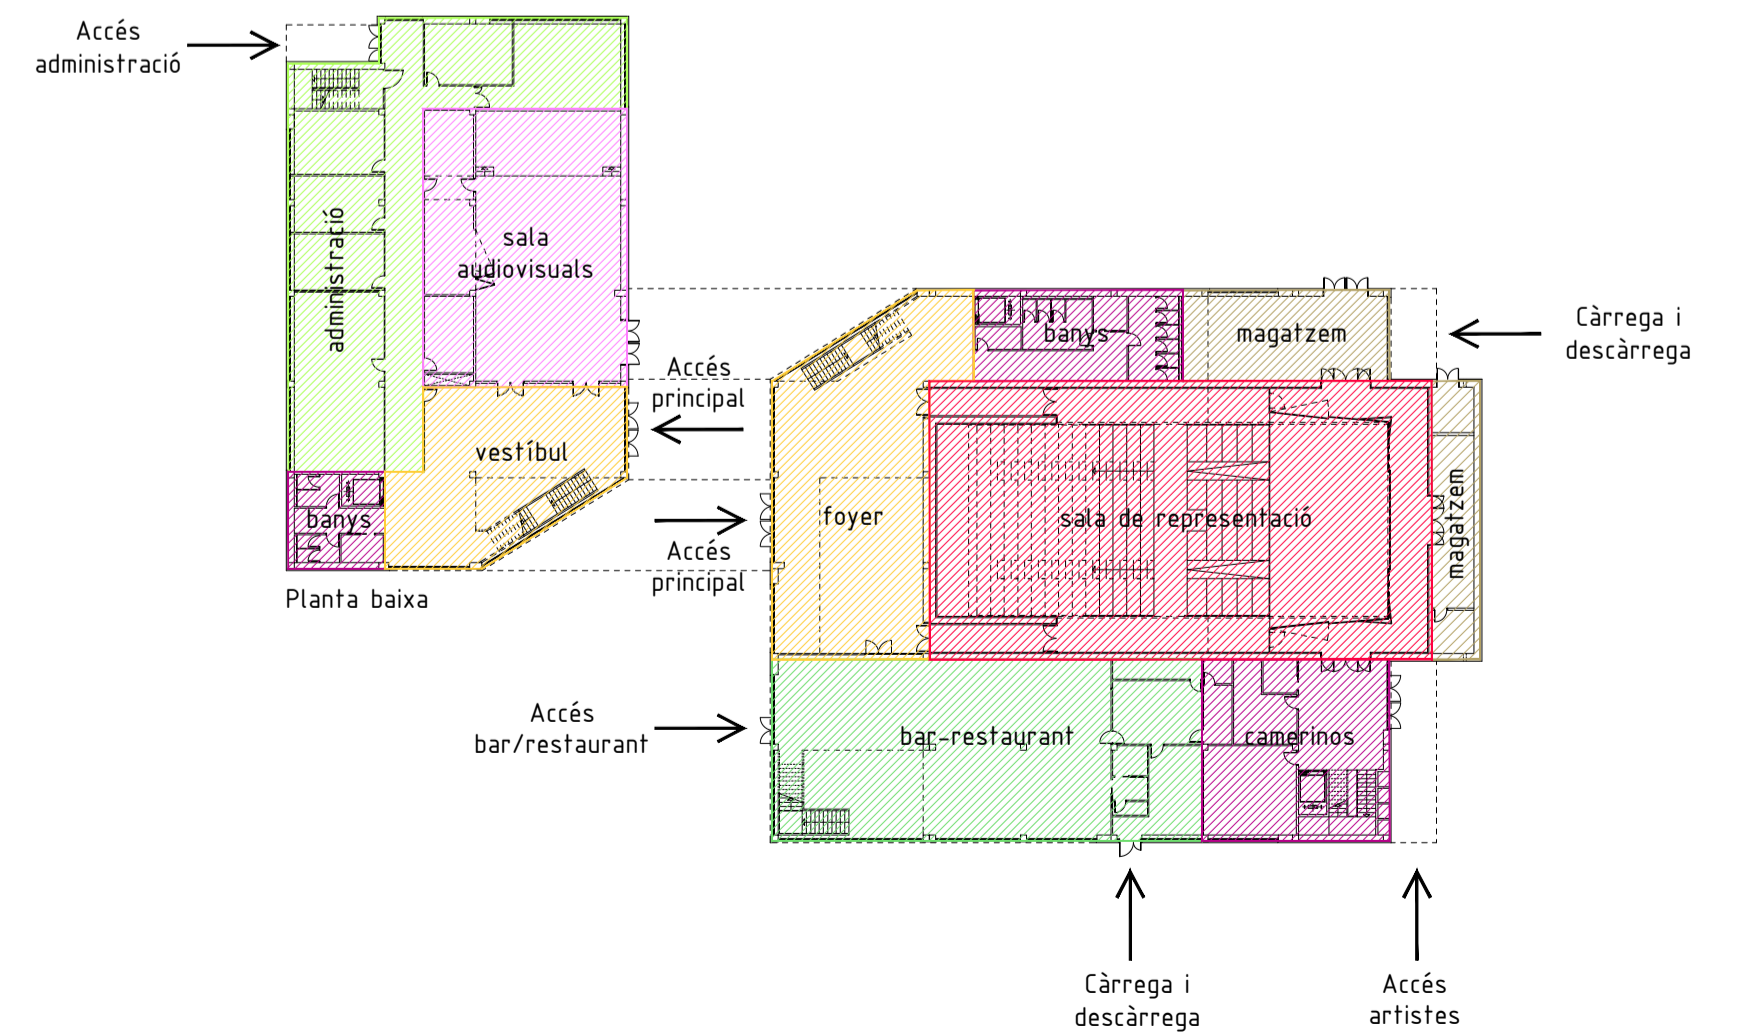 Accés
administració
administració
sala
audiovisuals
Accés
principal
vestíbul
banys
Planta baixa
Accés
principal
foyer
banys
magatzem
Càrrega i
descàrrega
sala de representació
magatzem
Accés
bar/restaurant
bar-restaurant
camerinos
Càrrega i
descàrrega
Accés
artistes